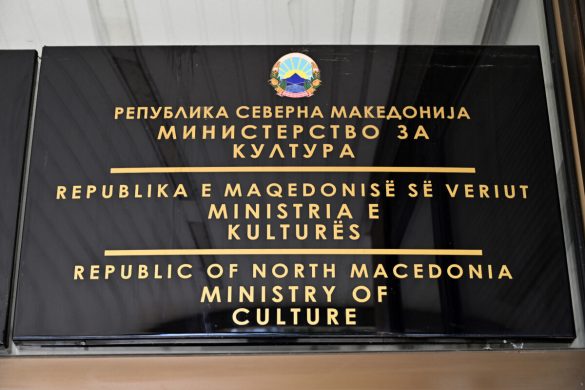 РЕПУБЛИКА СЕВЕРНА МАКЕДОНИЈА
МИНИСТЕРСТВО ЗА
КУЛТУРА
REPUBLIKA E MAQEDONISË SË VERIUT
MINISTRIA E
KULTURËS
REPUBLIC OF NORTH MACEDONIA
MINISTRY OF
CULTURE